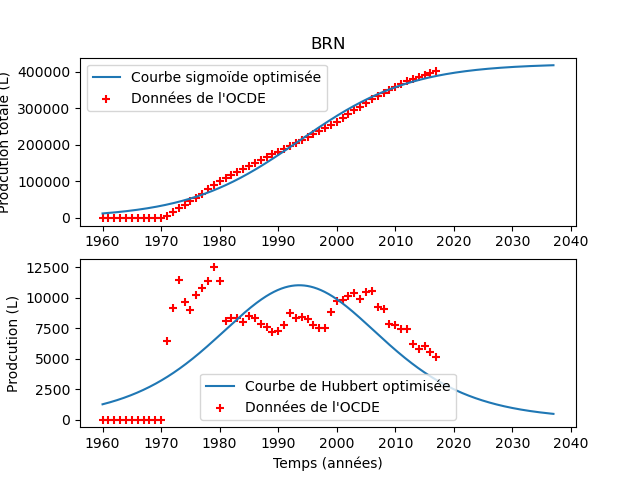 BRN
Prodcution totale (L)
400000
300000
200000
100000
0
Courbe sigmoïde optimisée
Données de l'OCDE
1960 1970 1980 1990 2000 2010 2020 2030 2040
Prodcution (L)
12500
10000
7500
5000
2500
0
Courbe de Hubbert optimisée
Données de l'OCDE
1960 1970 1980 1990 2000 2010 2020 2030 2040
Temps (années)